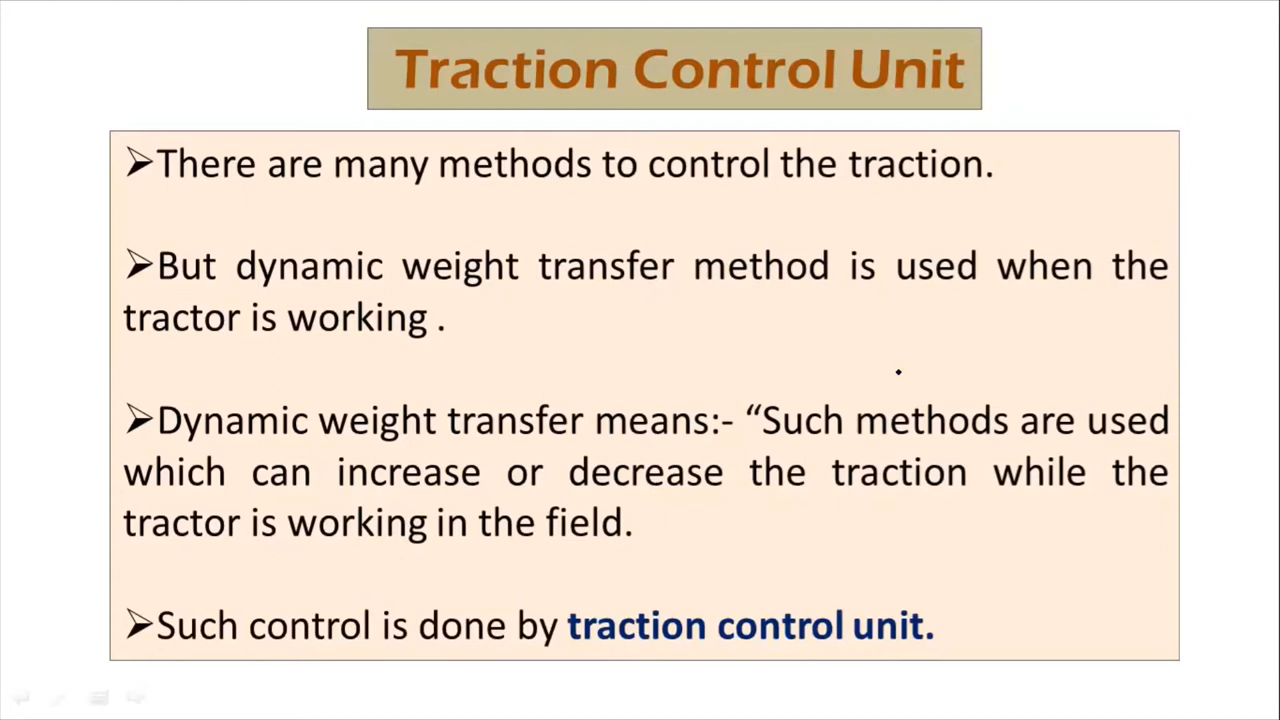 Traction Control Unit
➢There are many methods to control the traction.
➢But dynamic weight transfer method is used when the
tractor is working .
➢Dynamic weight transfer means:- “Such methods are used
which can increase or decrease the traction while the
tractor is working in the field.
➢Such control is done by traction control unit.